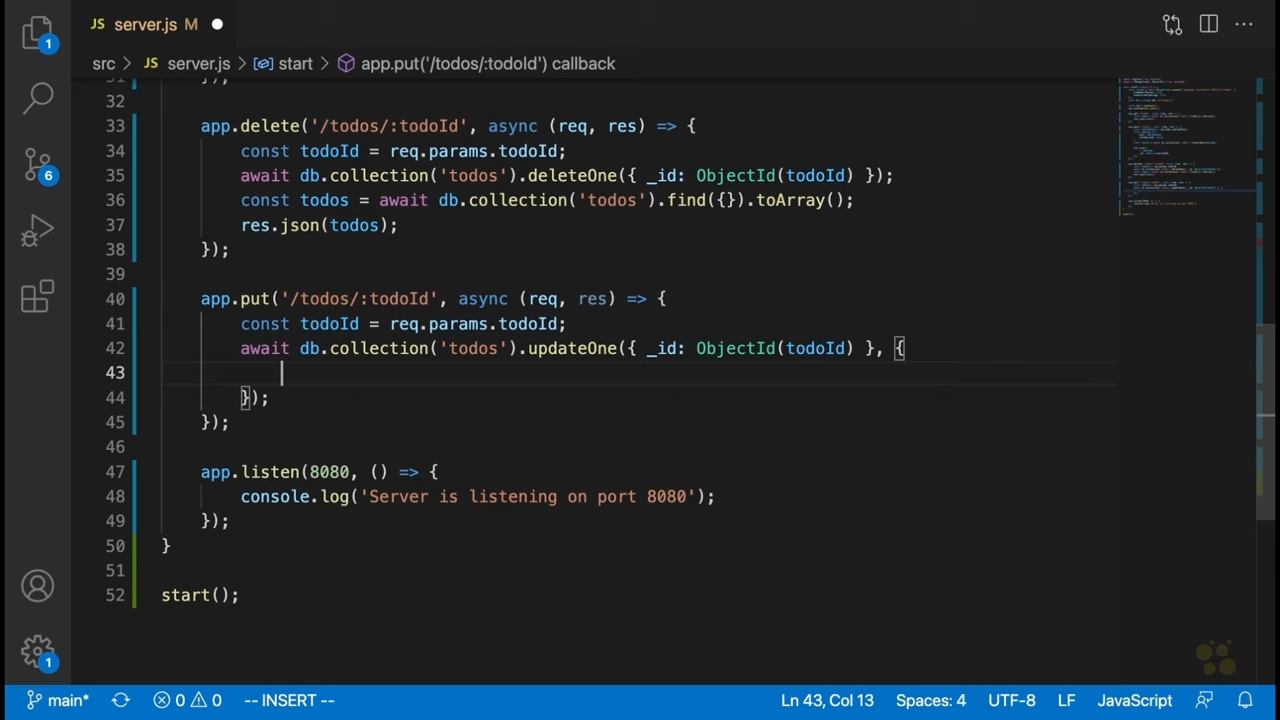 JS server.js M
src > JS server.js > start > app.put('/todos/:todoId') callback
1
6
1
31 });
32
33 app.delete('/todos/:todoId', async (req, res) => {
34 const todoId = req.params.todoId;
35 await db.collection('todos').deleteOne({ _id: ObjectId(todoId) });
36 const todos = await db.collection('todos').find({}).toArray();
37 res.json(todos);
38 });
39
40 app.put('/todos/:todoId', async (req, res) => {
41 const todoId = req.params.todoId;
42 await db.collection('todos').updateOne({ _id: ObjectId(todoId) }, {
43
44 });
45 });
46
47 app.listen(8080, () => {
48 console.log('Server is listening on port 8080');
49 });
50 }
51
52 start();
main* 0 0 -- INSERT -- Ln 43, Col 13 Spaces: 4 UTF-8 LF JavaScript